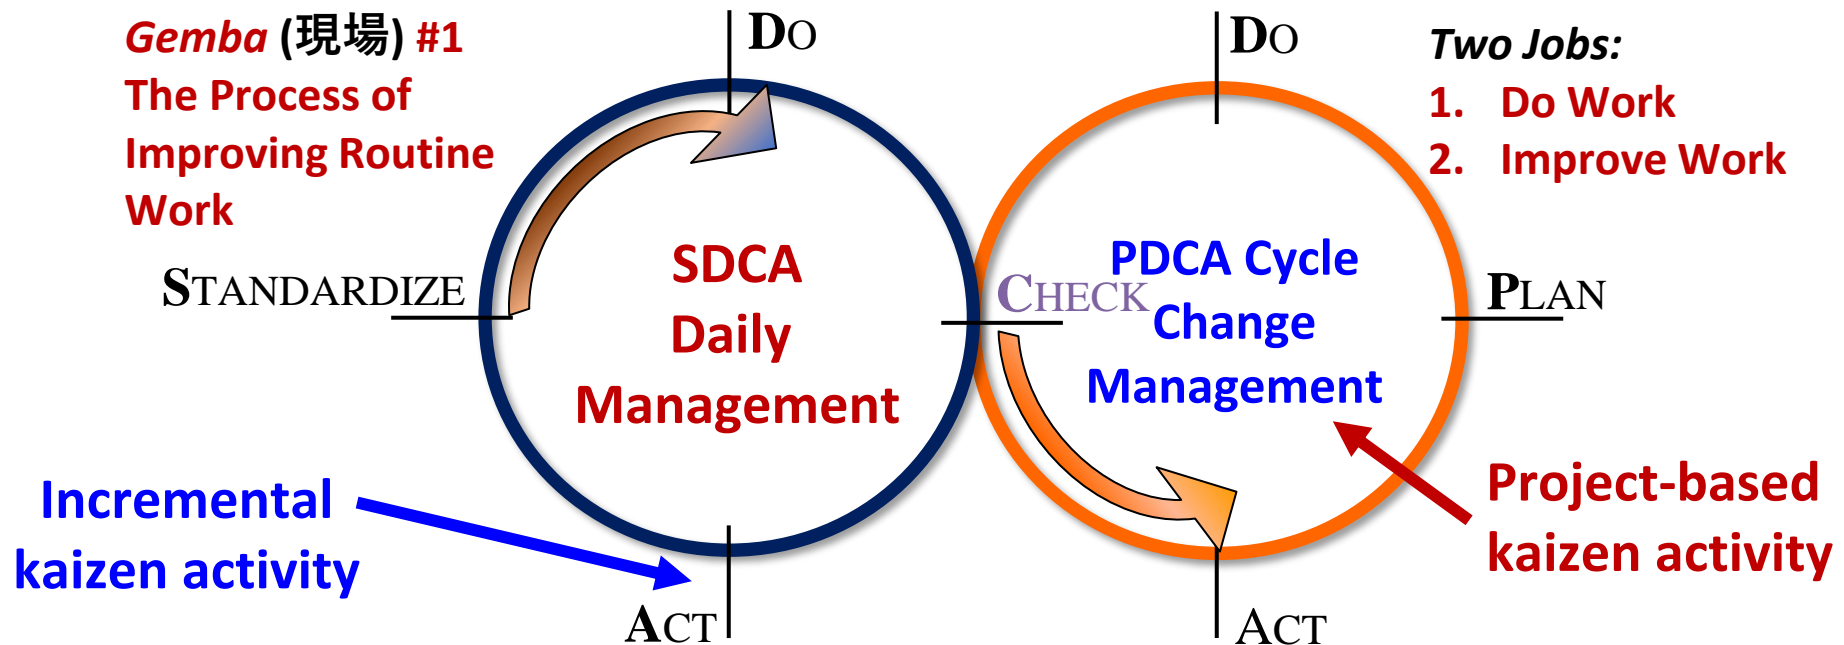 Gemba (現場) #1
The Process of
Improving Routine
Work
DO
DO
Two Jobs:
1. Do Work
2. Improve Work
STANDARDIZE
SDCA
Daily
Management
CHECK
PDCA Cycle
Change
Management
PLAN
Incremental
kaizen activity
Project-based
kaizen activity
ACT
ACT